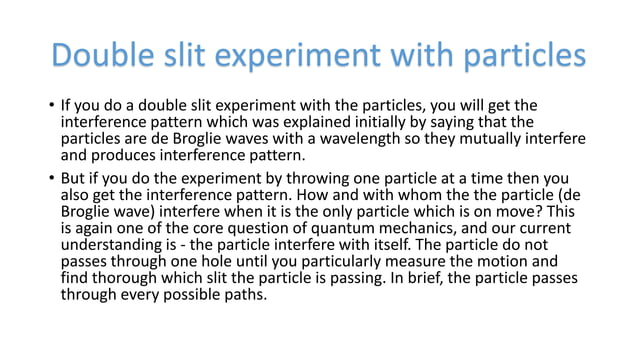 Double slit experiment with particles
• If you do a double slit experiment with the particles, you will get the
interference pattern which was explained initially by saying that the
particles are de Broglie waves with a wavelength so they mutually interfere
and produces interference pattern.
• But if you do the experiment by throwing one particle at a time then you
also get the interference pattern. How and with whom the the particle (de
Broglie wave) interfere when it is the only particle which is on move? This
is again one of the core question of quantum mechanics, and our current
understanding is - the particle interfere with itself. The particle do not
passes through one hole until you particularly measure the motion and
find thorough which slit the particle is passing. In brief, the particle passes
through every possible paths.